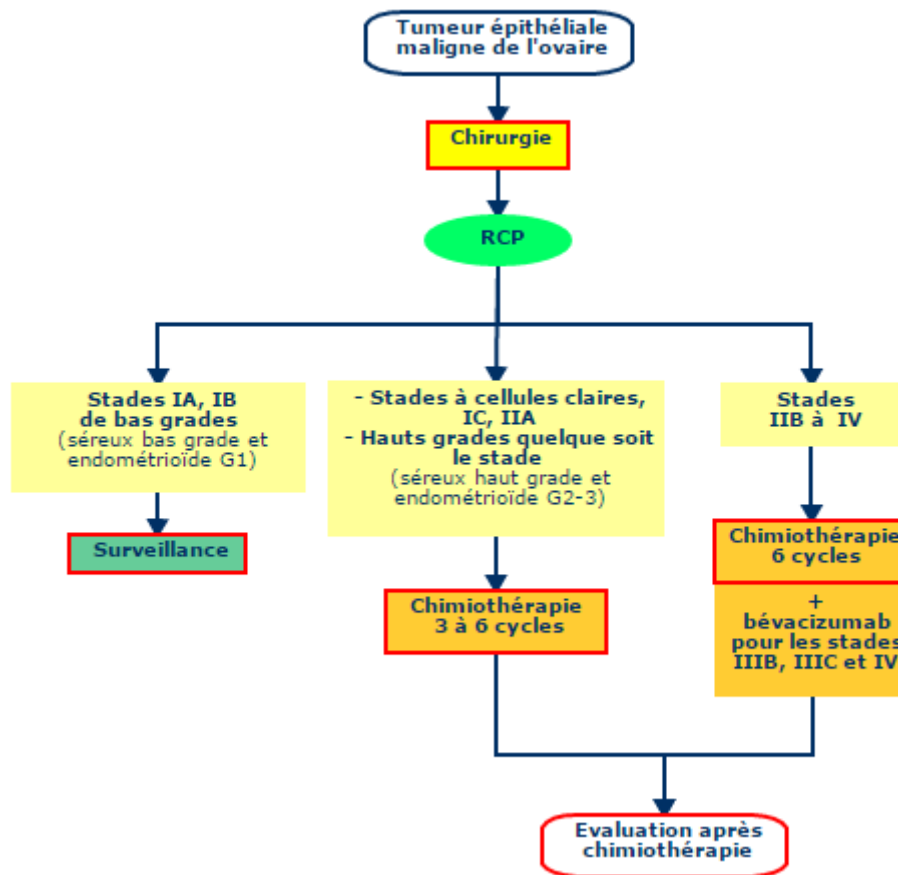 Tumeur épithéliale
maligne de l'ovaire
Chirurgie
RCP
Stades IA, IB
de bas grades
(séreux bas grade et
endométrioïde G1)
Surveillance
- Stades à cellules claires,
IC, IIA
- Hauts grades quelque soit
le stade
(séreux haut grade et
endométrioïde G2-3)
Chimiothérapie
3 à 6 cycles
Stades
IIB à IV
Chimiothérapie
6 cycles
+
bévacizumab
pour les stades
IIIB, IIIC et IV
Evaluation après
chimiothérapie